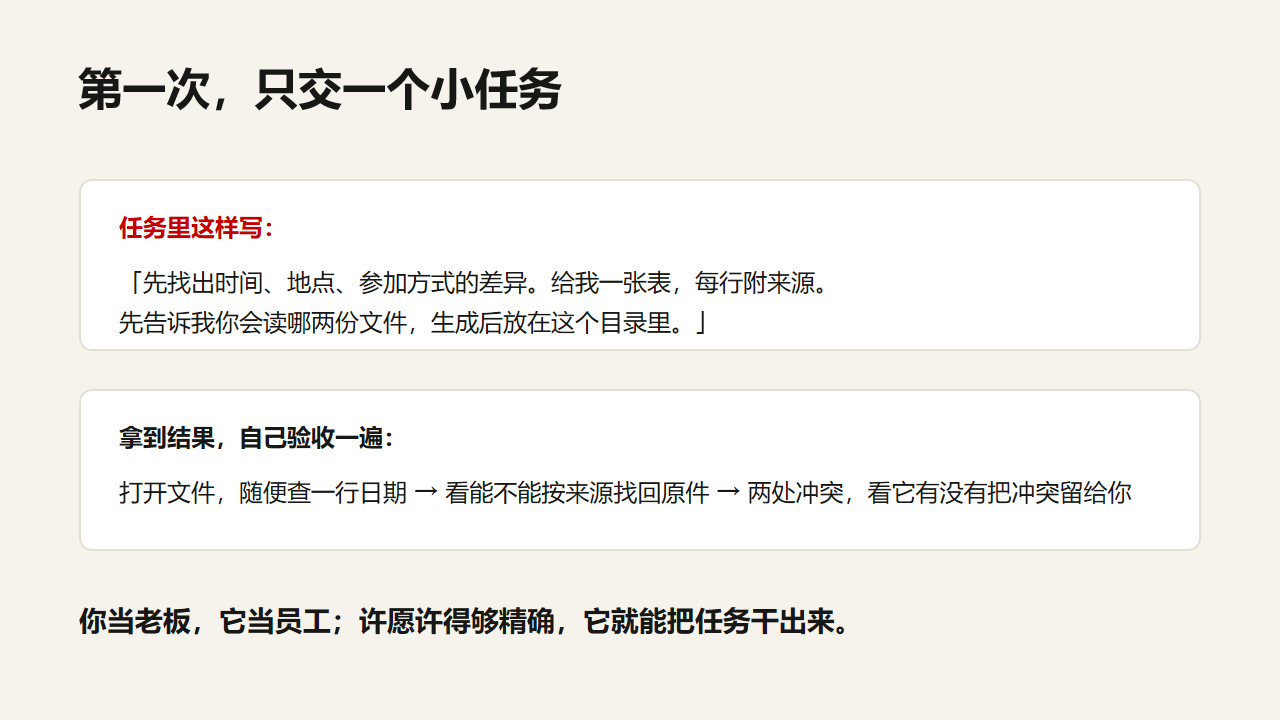 第一次，只交一个小任务
任务里这样写：
「先找出时间、地点、参加方式的差异。给我一张表，每行附来源。
先告诉我你会读哪两份文件，生成后放在这个目录里。」
拿到结果，自己验收一遍：
打开文件，随便查一行日期 → 看能不能按来源找回原件 → 两处冲突，看它有没有把冲突留给你
你当老板，它当员工；许愿许得够精确，它就能把任务干出来。